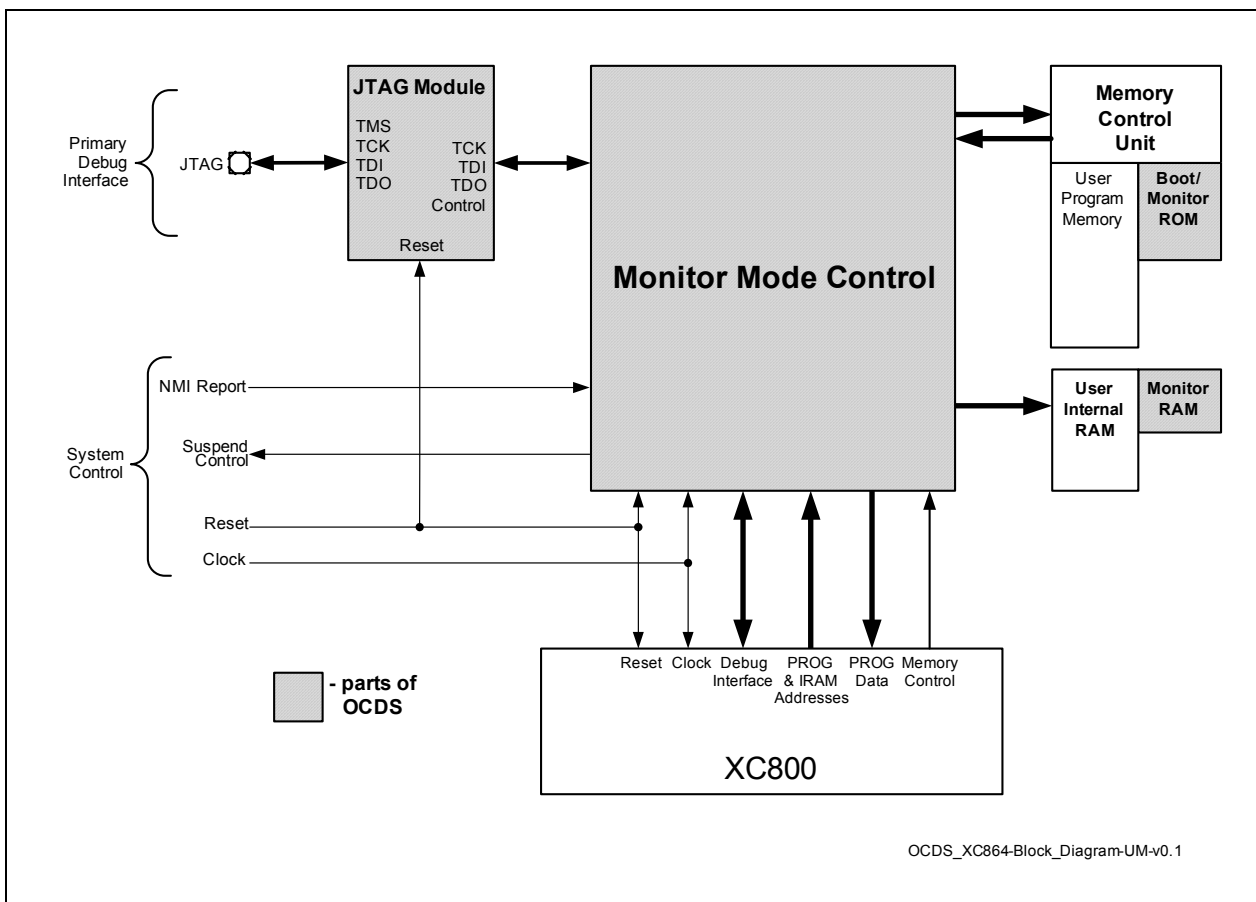 JTAG Module
TMS
TCK
TDI
TDO
TCK
TDI
TDO
Control
Reset
Primary
Debug
Interface
JTAG
Monitor Mode Control
Memory
Control
Unit
User
Program
Memory
Boot/
Monitor
ROM
User
Internal
RAM
Monitor
RAM
System
Control
NMI Report
Suspend
Control
Reset
Clock
Reset
Clock
Debug
Interface
PROG
& IRAM
Addresses
PROG
Data
Memory
Control
XC800
- parts of
OCDS
OCDS_XC864-Block_Diagram-UM-v0.1